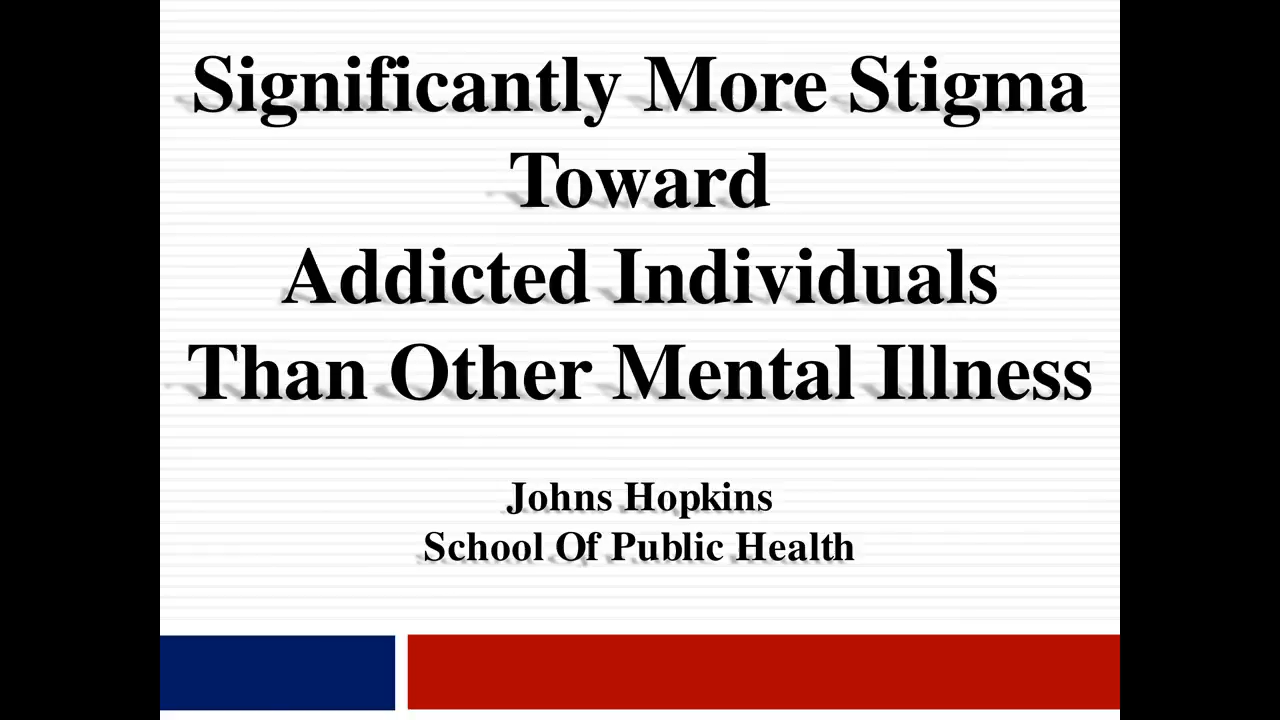 Significantly More Stigma
Toward
Addicted Individuals
Than Other Mental Illness
Johns Hopkins
School Of Public Health